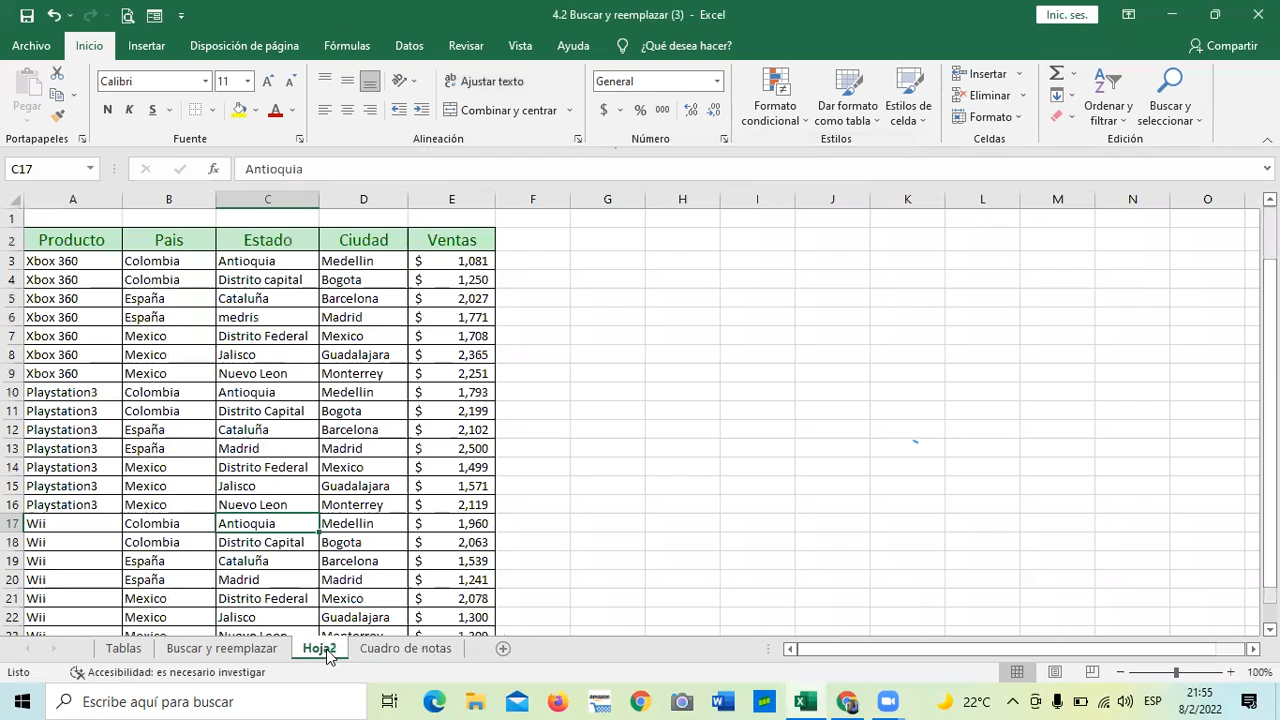 4.2 Buscar y reemplazar (3) - Excel
Inic. ses.
Archivo Inicio Insertar Disposición de página Fórmulas Datos Revisar Vista Ayuda ¿Qué desea hacer? Compartir
Pegar
Portapapeles
Calibri 11
N K S
Fuente
Ajustar texto
Combinar y centrar
Alineación
General
$ % 000
Número
Formato condicional
Dar formato como tabla
Estilos de celda
Estilos
Insertar
Eliminar
Formato
Celdas
Ordenar y filtrar
Buscar y seleccionar
Edición
C17 fx Antioquia
A B C D E F G H I J K L M N O
1
2 Producto Pais Estado Ciudad Ventas
3 Xbox 360 Colombia Antioquia Medellin $ 1,081
4 Xbox 360 Colombia Distrito capital Bogota $ 1,250
5 Xbox 360 España Cataluña Barcelona $ 2,027
6 Xbox 360 España medris Madrid $ 1,771
7 Xbox 360 Mexico Distrito Federal Mexico $ 1,708
8 Xbox 360 Mexico Jalisco Guadalajara $ 2,365
9 Xbox 360 Mexico Nuevo Leon Monterrey $ 2,251
10 Playstation3 Colombia Antioquia Medellin $ 1,793
11 Playstation3 Colombia Distrito Capital Bogota $ 2,199
12 Playstation3 España Cataluña Barcelona $ 2,102
13 Playstation3 España Madrid Madrid $ 2,500
14 Playstation3 Mexico Distrito Federal Mexico $ 1,499
15 Playstation3 Mexico Jalisco Guadalajara $ 1,571
16 Playstation3 Mexico Nuevo Leon Monterrey $ 2,119
17 Wii Colombia Antioquia Medellin $ 1,960
18 Wii Colombia Distrito Capital Bogota $ 2,063
19 Wii España Cataluña Barcelona $ 1,539
20 Wii España Madrid Madrid $ 1,241
21 Wii Mexico Distrito Federal Mexico $ 2,078
22 Wii Mexico Jalisco Guadalajara $ 1,300
Wii Mexico Nuevo Leon Monterrey
Tablas Buscar y reemplazar Hoja2 Cuadro de notas
Listo Accesibilidad: es necesario investigar 100%
Escribe aquí para buscar
22°C ESP 21:55
8/2/2022